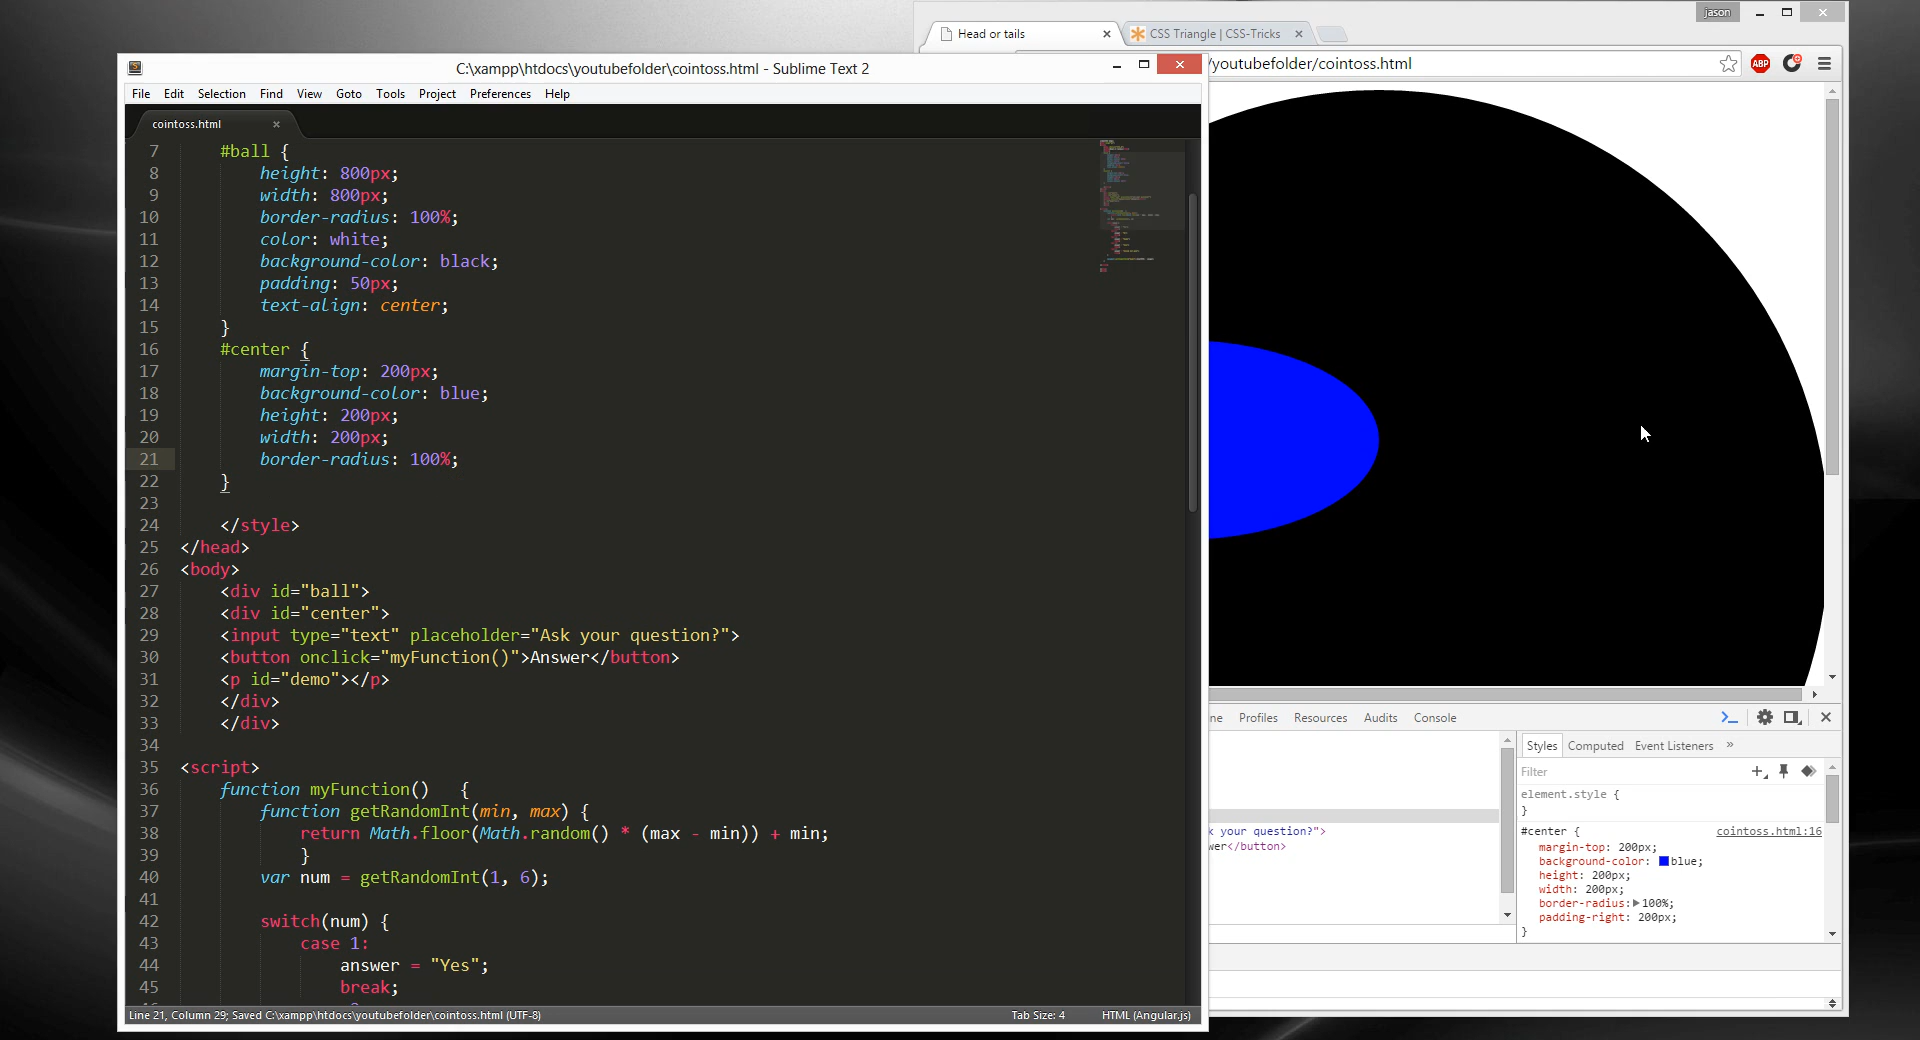 jason
Head or tails
CSS Triangle | CSS-Tricks
/youtubefolder/cointoss.html
ABP
C:\xampp\htdocs\youtubefolder\cointoss.html - Sublime Text 2
File Edit Selection Find View Goto Tools Project Preferences Help
cointoss.html
7 #ball {
8 height: 800px;
9 width: 800px;
10 border-radius: 100%;
11 color: white;
12 background-color: black;
13 padding: 50px;
14 text-align: center;
15 }
16 #center {
17 margin-top: 200px;
18 background-color: blue;
19 height: 200px;
20 width: 200px;
21 border-radius: 100%;
22 }
23
24 </style>
25 </head>
26 <body>
27 <div id="ball">
28 <div id="center">
29 <input type="text" placeholder="Ask your question?">
30 <button onclick="myFunction()">Answer</button>
31 <p id="demo"></p>
32 </div>
33 </div>
34
35 <script>
36 function myFunction() {
37 function getRandomInt(min, max) {
38 return Math.floor(Math.random() * (max - min)) + min;
39 }
40 var num = getRandomInt(1, 6);
41
42 switch(num) {
43 case 1:
44 answer = "Yes";
45 break;
Line 21, Column 29; Saved C:\xampp\htdocs\youtubefolder\cointoss.html (UTF-8)
Tab Size: 4
HTML (Angular.js)
ne Profiles Resources Audits Console
k your question?">
wer</button>
Styles Computed Event Listeners »
Filter
element.style {
}
#center { cointoss.html:16
margin-top: 200px;
background-color: blue;
height: 200px;
width: 200px;
border-radius: 100%;
padding-right: 200px;
}